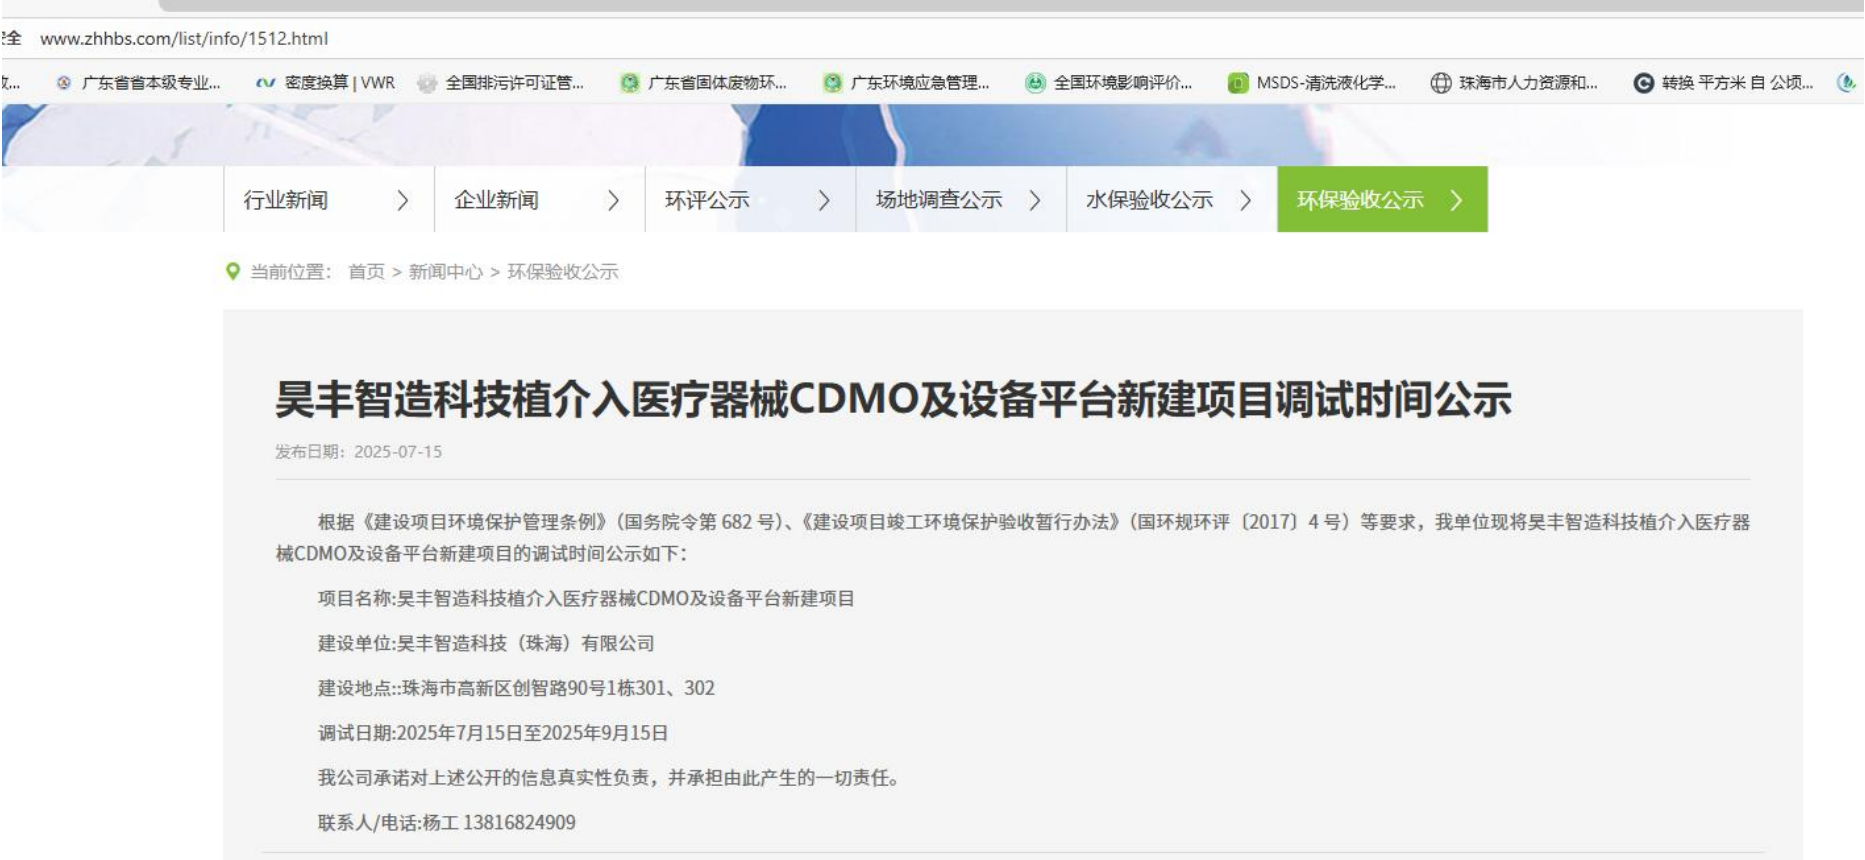 安全 www.zhhbs.com/list/info/1512.html
广东省省本级专业... 密度换算 | VWR 全国排污许可证管... 广东省固体废物环... 广东环境应急管理... 全国环境影响评价... MSDS-清洗液化学... 珠海市人力资源和... 转换 平方米 自 公顷...
行业新闻 > 企业新闻 > 环评公示 > 场地调查公示 > 水保验收公示 > 环保验收公示 >
当前位置： 首页 > 新闻中心 > 环保验收公示
昊丰智造科技植介入医疗器械CDMO及设备平台新建项目调试时间公示
发布日期：2025-07-15
根据《建设项目环境保护管理条例》（国务院令第 682 号）、《建设项目竣工环境保护验收暂行办法》（国环规环评〔2017〕4 号）等要求，我单位现将昊丰智造科技植介入医疗器
械CDMO及设备平台新建项目的调试时间公示如下：
项目名称:昊丰智造科技植介入医疗器械CDMO及设备平台新建项目
建设单位:昊丰智造科技（珠海）有限公司
建设地点::珠海市高新区创智路90号1栋301、302
调试日期:2025年7月15日至2025年9月15日
我公司承诺对上述公开的信息真实性负责，并承担由此产生的一切责任。
联系人/电话:杨工 13816824909